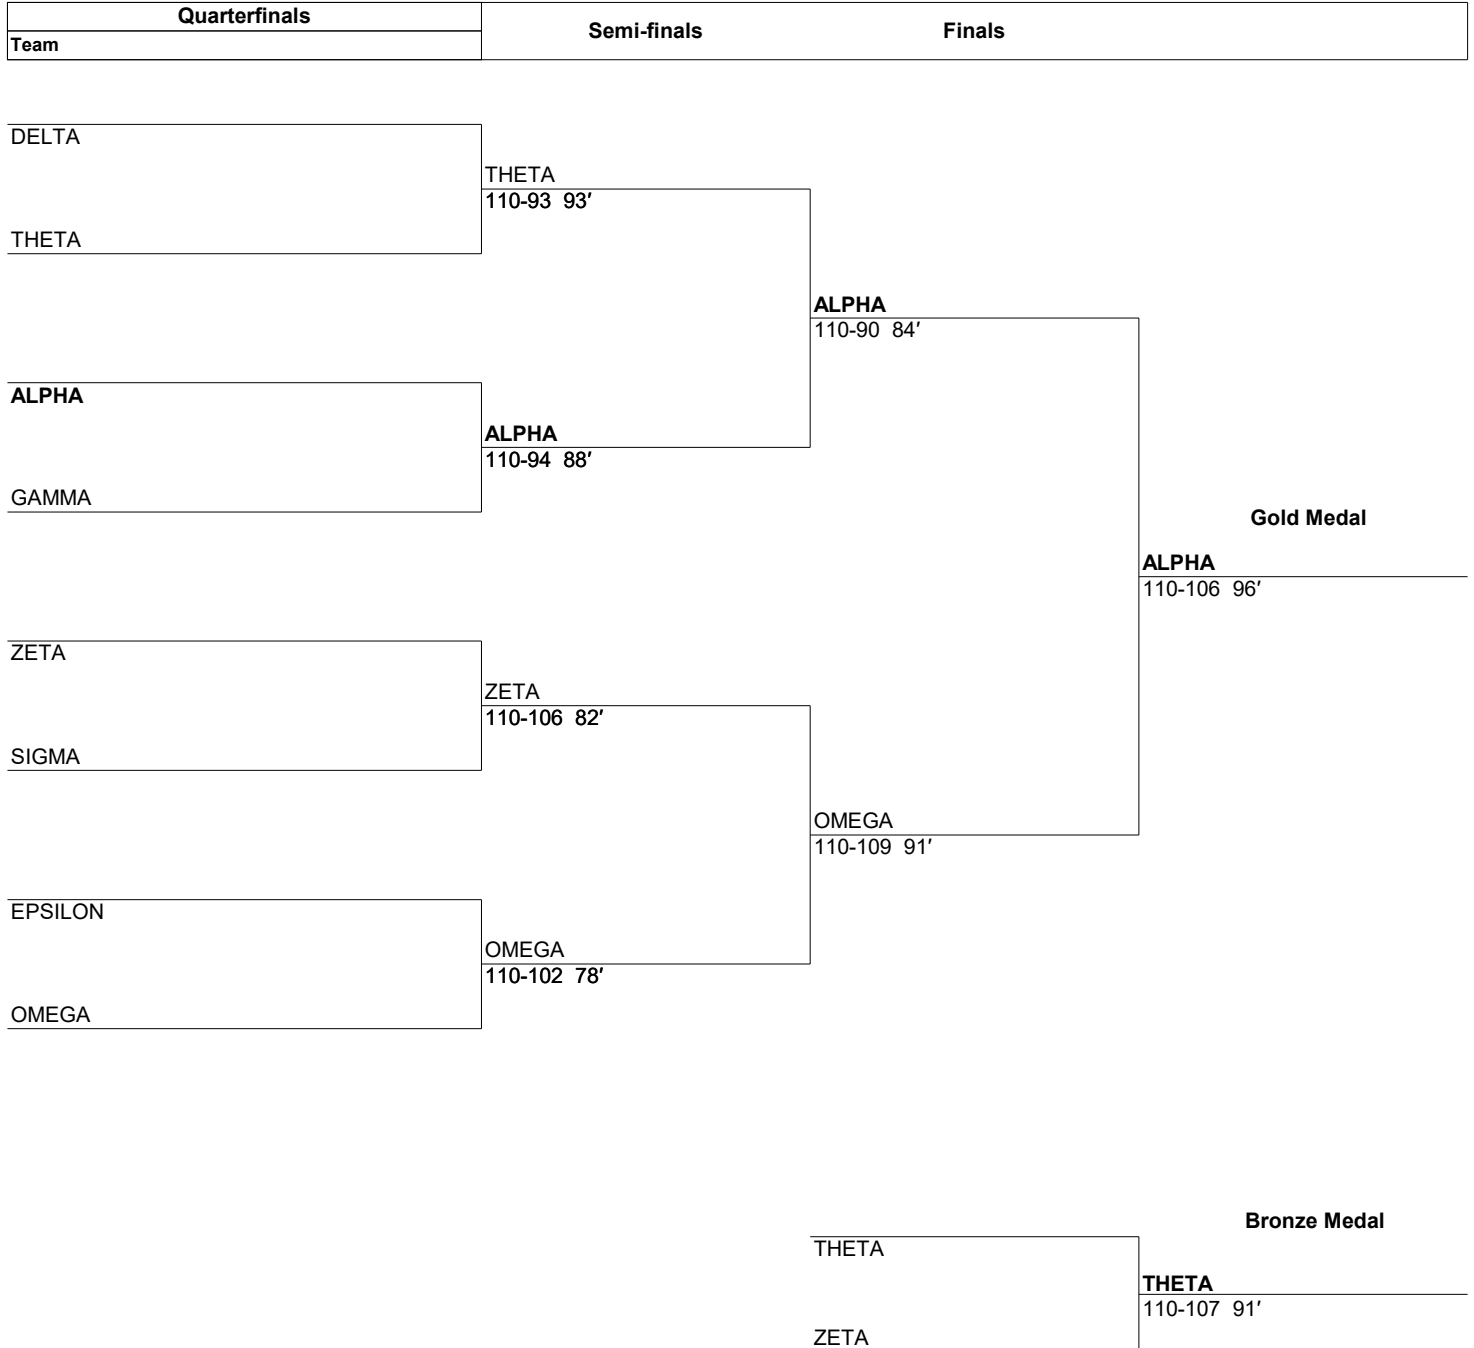 Quarterfinals
Semi-finals
Finals
Team
DELTA
THETA
110-93 93′
THETA
ALPHA
110-90 84′
ALPHA
ALPHA
110-94 88′
GAMMA
Gold Medal
ALPHA
110-106 96′
ZETA
ZETA
110-106 82′
SIGMA
OMEGA
110-109 91′
EPSILON
OMEGA
110-102 78′
OMEGA
Bronze Medal
THETA
THETA
110-107 91′
ZETA